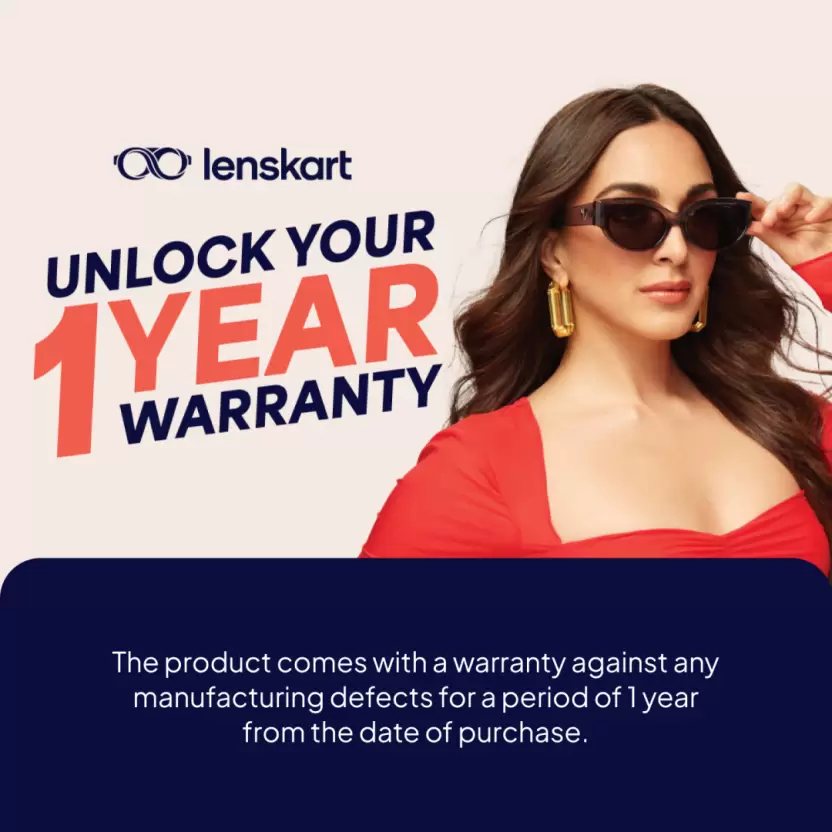 lenskart
UNLOCK YOUR
1 YEAR
WARRANTY
The product comes with a warranty against any
manufacturing defects for a period of 1 year
from the date of purchase.